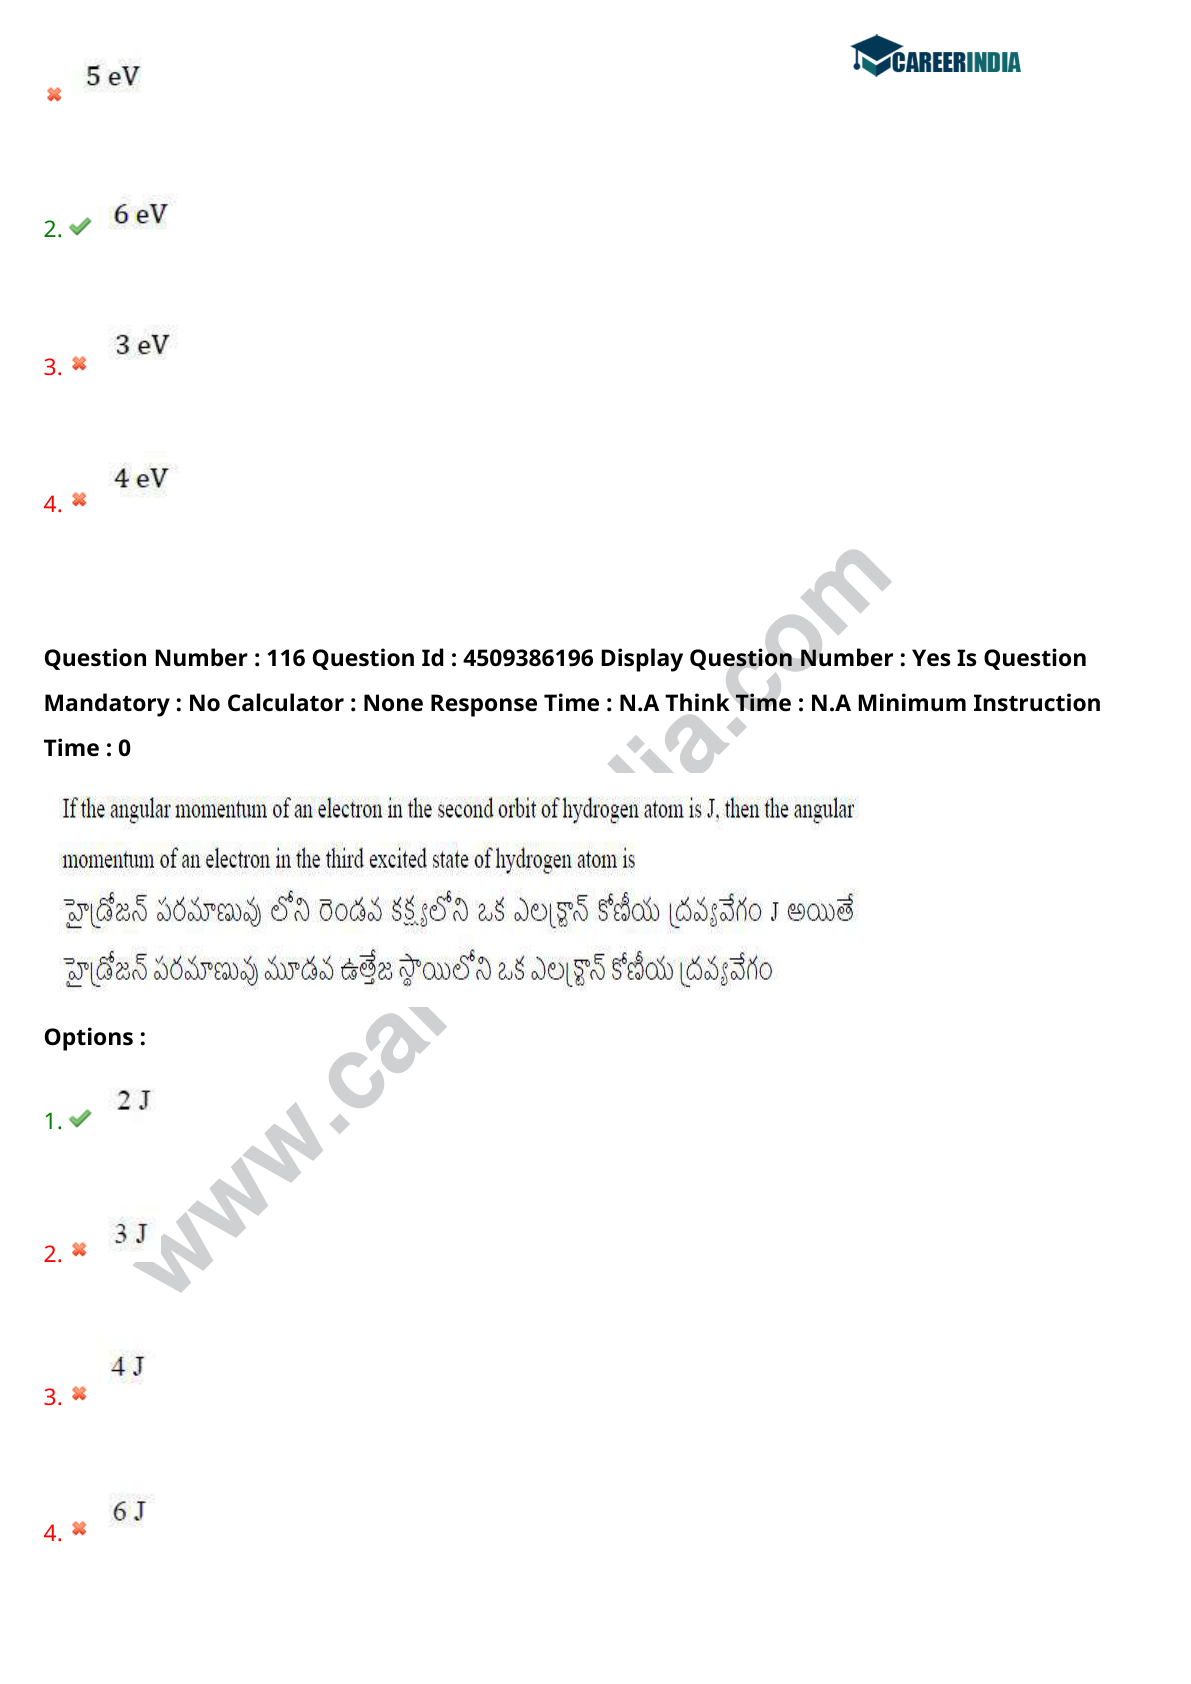 CAREERINDIA
5 eV
2. 6 eV
3. 3 eV
4. 4 eV
Question Number : 116 Question Id : 4509386196 Display Question Number : Yes Is Question
Mandatory : No Calculator : None Response Time : N.A Think Time : N.A Minimum Instruction
Time : 0
If the angular momentum of an electron in the second orbit of hydrogen atom is J, then the angular
momentum of an electron in the third excited state of hydrogen atom is
హైడ్రోజన్ పరమాణువు లోని రెండవ కక్ష్యలోని ఒక ఎలక్ట్రాన్ కోణీయ ద్రవ్యవేగం J అయితే
హైడ్రోజన్ పరమాణువు మూడవ ఉత్తేజ స్థాయిలోని ఒక ఎలక్ట్రాన్ కోణీయ ద్రవ్యవేగం
Options :
1. 2 J
2. 3 J
3. 4 J
4. 6 J